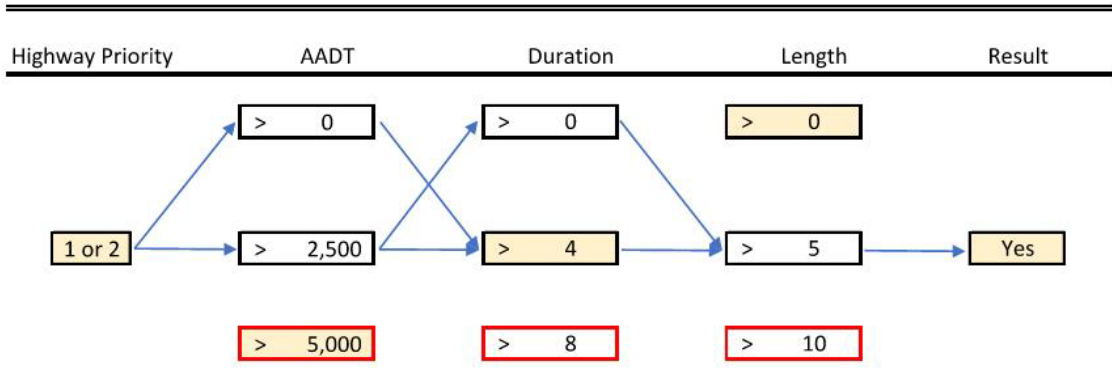 Highway Priority AADT Duration Length Result
> 0 > 0 > 0
1 or 2 > 2,500 > 4 > 5 Yes
> 5,000 > 8 > 10